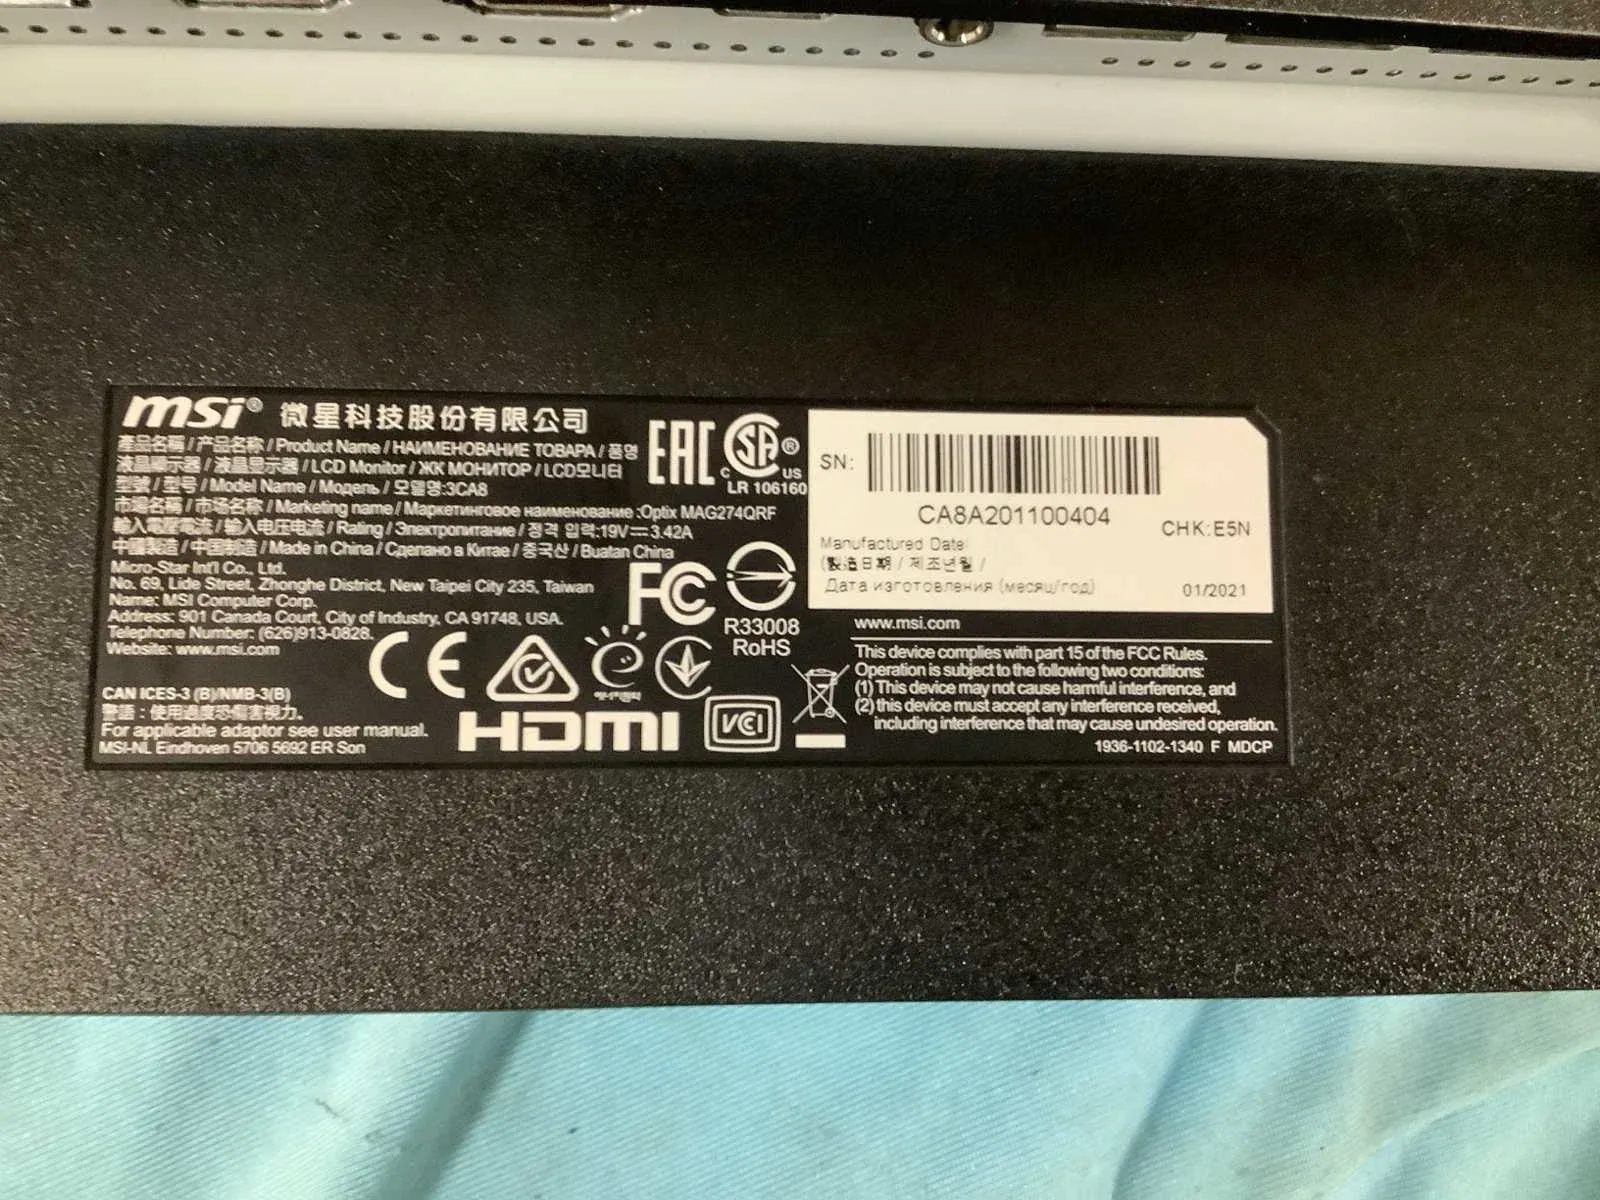 msi® 微星科技股份有限公司
產品名稱 / 产品名称 / Product Name / НАИМЕНОВАНИЕ ТОВАРА / 품명
液晶顯示器 / 液晶显示器 / LCD Monitor / ЖК МОНИТОР / LCD모니터
型號 / 型号 / Model Name / Модель / 모델명:3CA8
市場名稱 / 市场名称 / Marketing name / Маркетинговое наименование :Optix MAG274QRF
輸入電壓電流 / 输入电压电流 / Rating / Электропитание / 정격 입력:19V⎓3.42A
中國製造 / 中国制造 / Made in China / Сделано в Китае / 중국산 / Buatan China
Micro-Star Int'l Co., Ltd.
No. 69, Lide Street, Zhonghe District, New Taipei City 235, Taiwan
Name: MSI Computer Corp.
Address: 901 Canada Court, City of Industry, CA 91748, USA.
Telephone Number: (626)913-0828.
Website: www.msi.com
CAN ICES-3 (B)/NMB-3(B)
警語：使用過度恐傷害視力。
For applicable adaptor see user manual.
MSI-NL Eindhoven 5706 5692 ER Son
EAC
SA ®
C US
LR 106160
FC
R33008
RoHS
CE
에너지절약
HDMI
VCCI
SN:
CA8A201100404
CHK:E5N
Manufactured Date
(製造日期 / 제조년월 /
Дата изготовления (месяц/год)
01/2021
www.msi.com
This device complies with part 15 of the FCC Rules.
Operation is subject to the following two conditions:
(1) This device may not cause harmful interference, and
(2) this device must accept any interference received,
including interference that may cause undesired operation.
1936-1102-1340 F MDCP